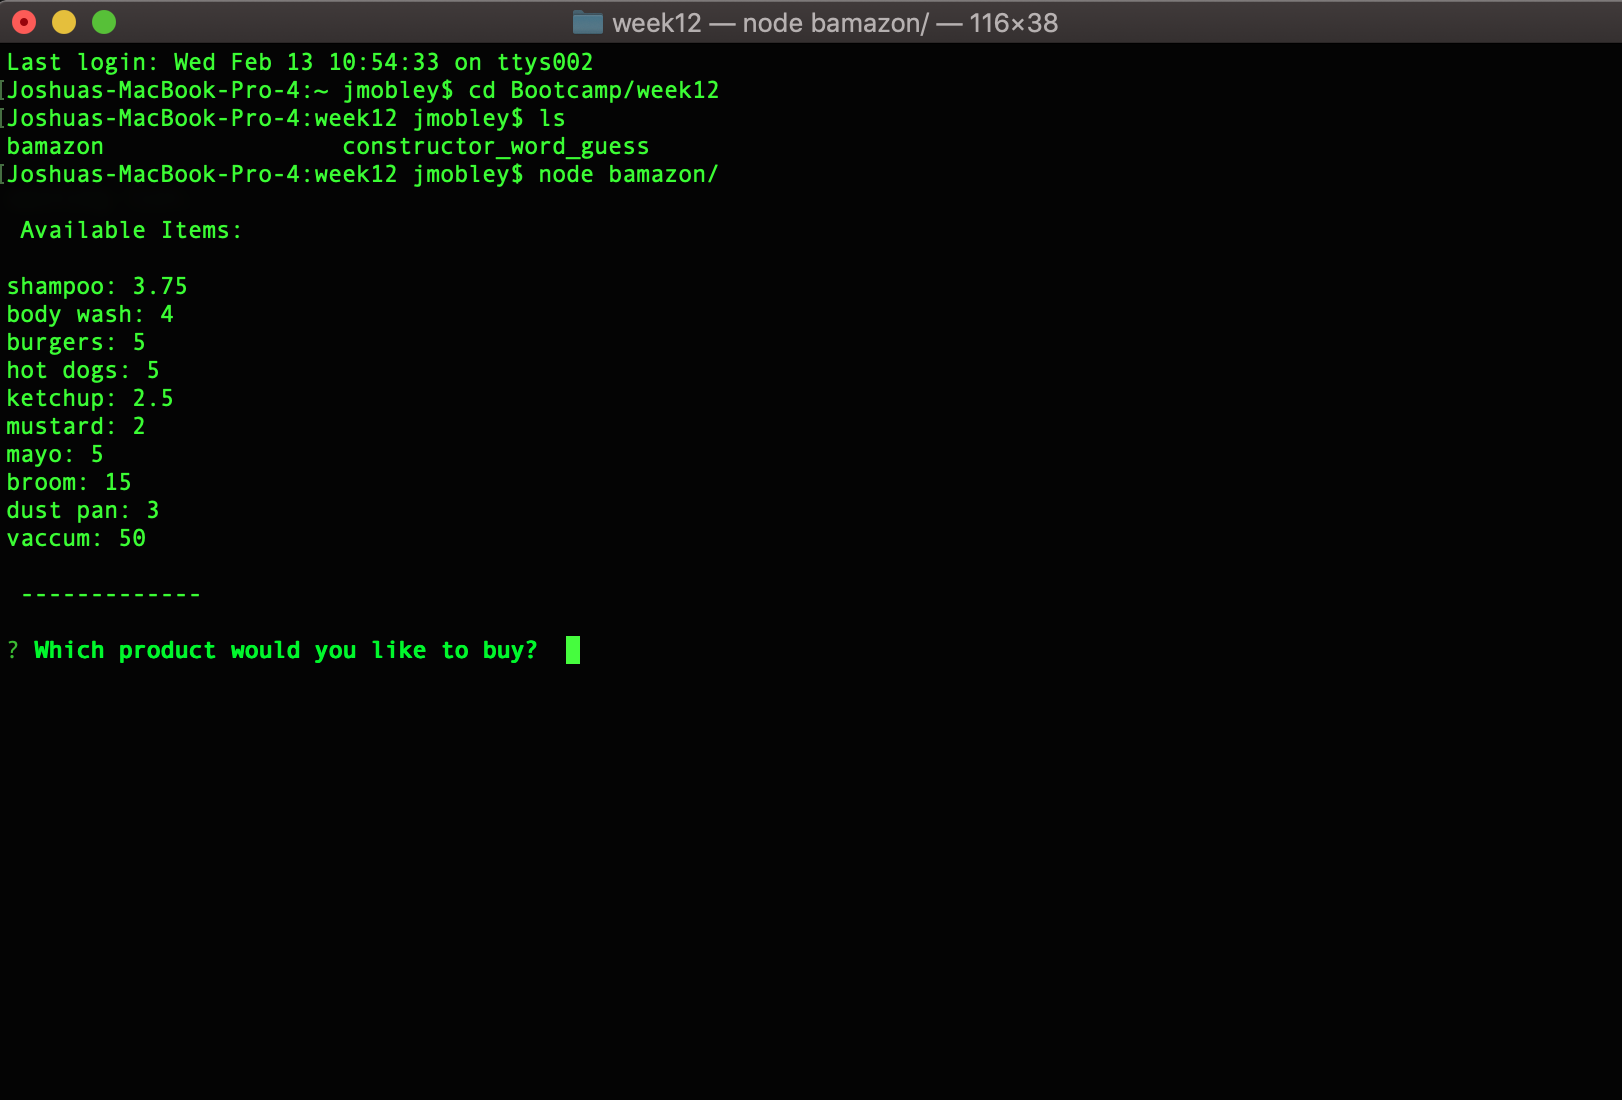 week12 — node bamazon/ — 116×38
Last login: Wed Feb 13 10:54:33 on ttys002
[Joshuas-MacBook-Pro-4:~ jmobley$ cd Bootcamp/week12
[Joshuas-MacBook-Pro-4:week12 jmobley$ ls
bamazon                 constructor_word_guess
[Joshuas-MacBook-Pro-4:week12 jmobley$ node bamazon/
Available Items:
shampoo: 3.75
body wash: 4
burgers: 5
hot dogs: 5
ketchup: 2.5
mustard: 2
mayo: 5
broom: 15
dust pan: 3
vaccum: 50
-------------
? Which product would you like to buy?